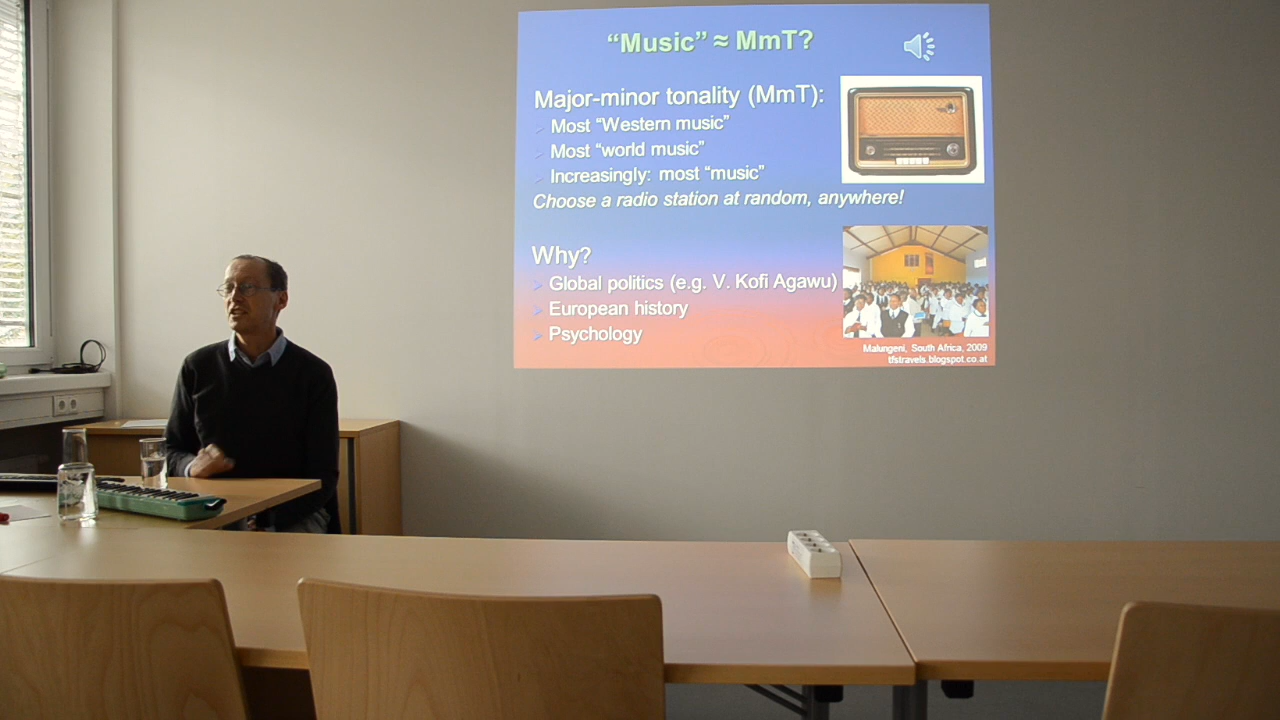 “Music” ≈ MmT?
Major-minor tonality (MmT):
Most “Western music”
Most “world music”
Increasingly: most “music”
Choose a radio station at random, anywhere!
Why?
Global politics (e.g. V. Kofi Agawu)
European history
Psychology
Malungeni, South Africa, 2009
tfstravels.blogspot.co.at